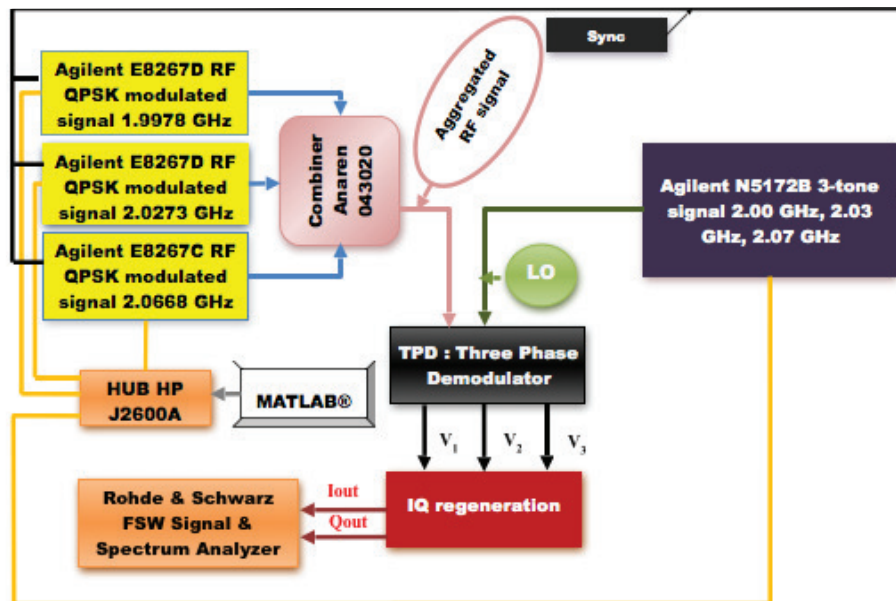 Sync
Agilent E8267D RF
QPSK modulated
signal 1.9978 GHz
Agilent E8267D RF
QPSK modulated
signal 2.0273 GHz
Agilent E8267C RF
QPSK modulated
signal 2.0668 GHz
Combiner
Anaren
043020
Aggregated
RF signal
Agilent N5172B 3-tone
signal 2.00 GHz, 2.03
GHz, 2.07 GHz
LO
TPD : Three Phase
Demodulator
HUB HP
J2600A
MATLAB®
V1
V2
V3
IQ regeneration
Iout
Qout
Rohde & Schwarz
FSW Signal &
Spectrum Analyzer